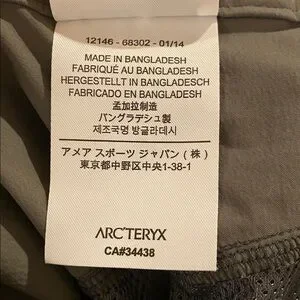 12146 - 68302 - 01/14
MADE IN BANGLADESH
FABRIQUÉ AU BANGLADESH
HERGESTELLT IN BANGLADESCH
FABRICADO EN BANGLADESH
孟加拉制造
バングラデシュ製
제조국명 방글라데시
アメア スポーツ ジャパン（株）
東京都中野区中央1-38-1
ARC'TERYX
CA#34438